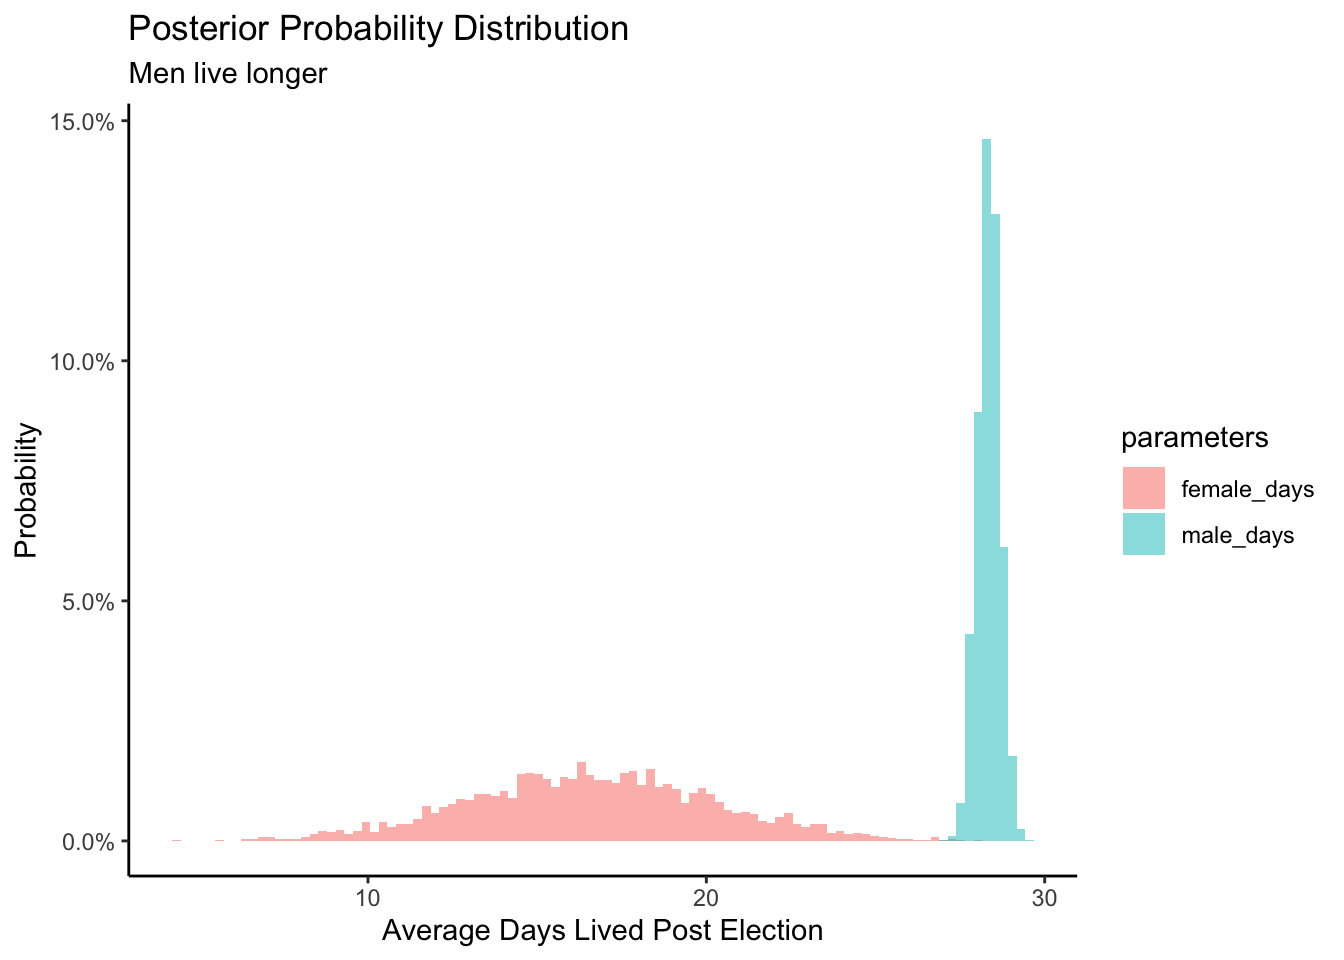 Posterior Probability Distribution
Men live longer
15.0%
10.0%
5.0%
0.0%
Probability
10
20
30
Average Days Lived Post Election
parameters
female_days
male_days